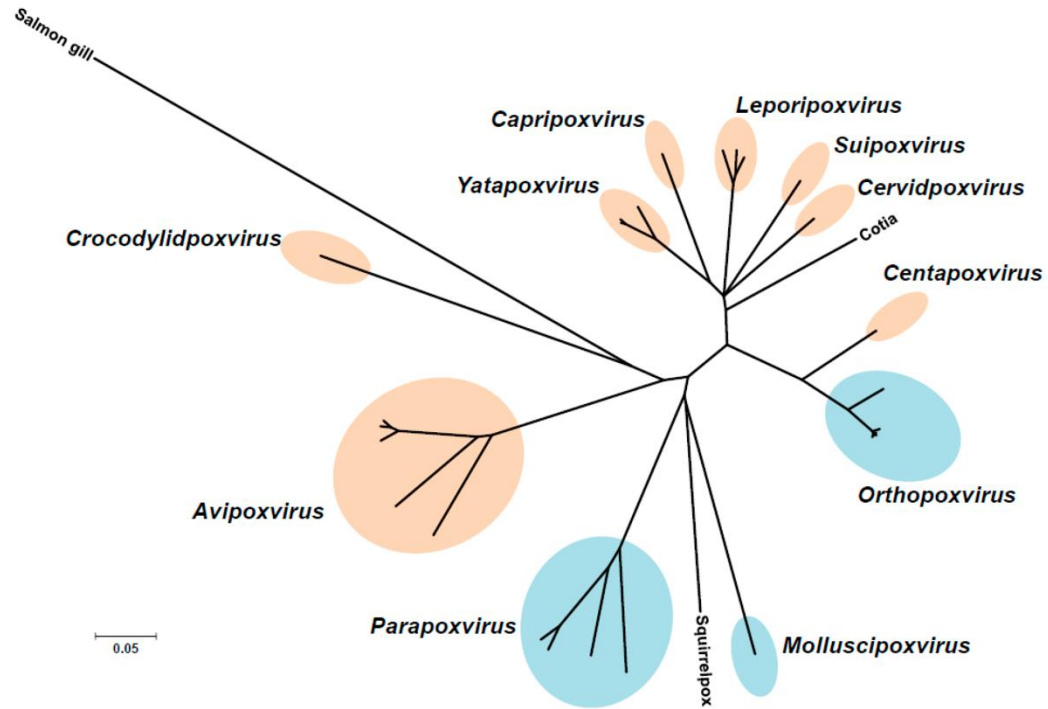 Salmon gill
Leporipoxvirus
Capripoxvirus
Suipoxvirus
Yatapoxvirus
Cervidpoxvirus
Cotia
Crocodylidpoxvirus
Centapoxvirus
Orthopoxvirus
Avipoxvirus
Parapoxvirus
Squirrelpox
Molluscipoxvirus
0.05